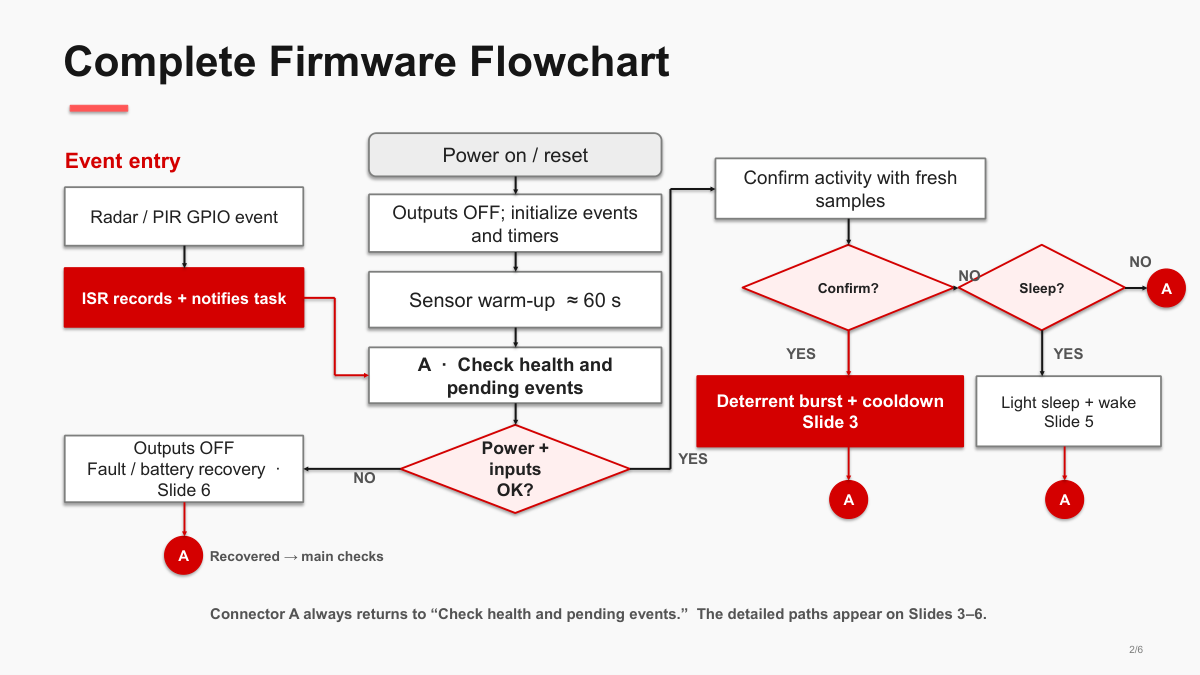 Complete Firmware Flowchart
Event entry
Radar / PIR GPIO event
ISR records + notifies task
Outputs OFF
Fault / battery recovery ·
Slide 6
A
Recovered → main checks
Power on / reset
Outputs OFF; initialize events
and timers
Sensor warm-up ≈ 60 s
A · Check health and
pending events
Power +
inputs
OK?
NO
YES
Confirm activity with fresh
samples
Confirm?
NO
Sleep?
NO
A
YES
YES
Deterrent burst + cooldown
Slide 3
Light sleep + wake
Slide 5
A
A
Connector A always returns to “Check health and pending events.” The detailed paths appear on Slides 3–6.
2/6